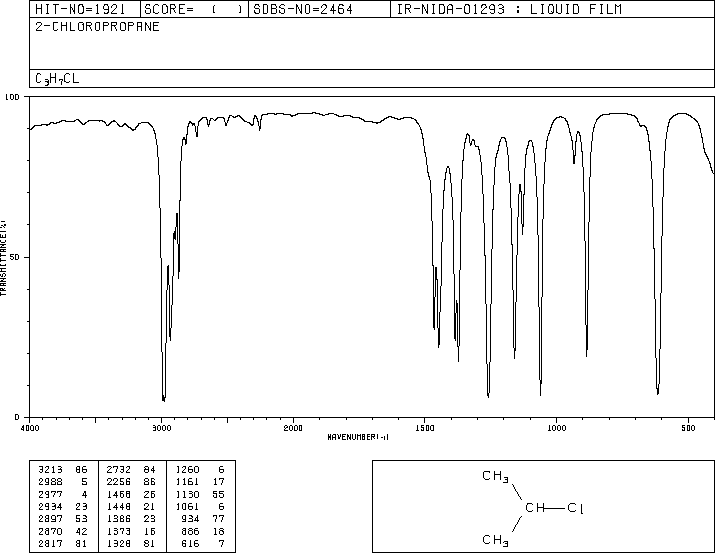 HIT-NO=1921 SCORE= ( ) SDBS-NO=2464 IR-NIDA-01293 : LIQUID FILM
2-CHLOROPROPANE
C3H7CL
100
50
0
TRANSMITTANCE(%)
4000 3000 2000 1500 1000 500
WAVENUMBER(-1)
3213 86 2732 84 1260 6
2988 5 2256 86 1161 17
2977 4 1468 26 1130 55
2934 23 1448 21 1061 6
2897 53 1386 23 934 77
2870 42 1373 16 886 18
2817 81 1328 81 616 7
CH3
CH—Cl
CH3